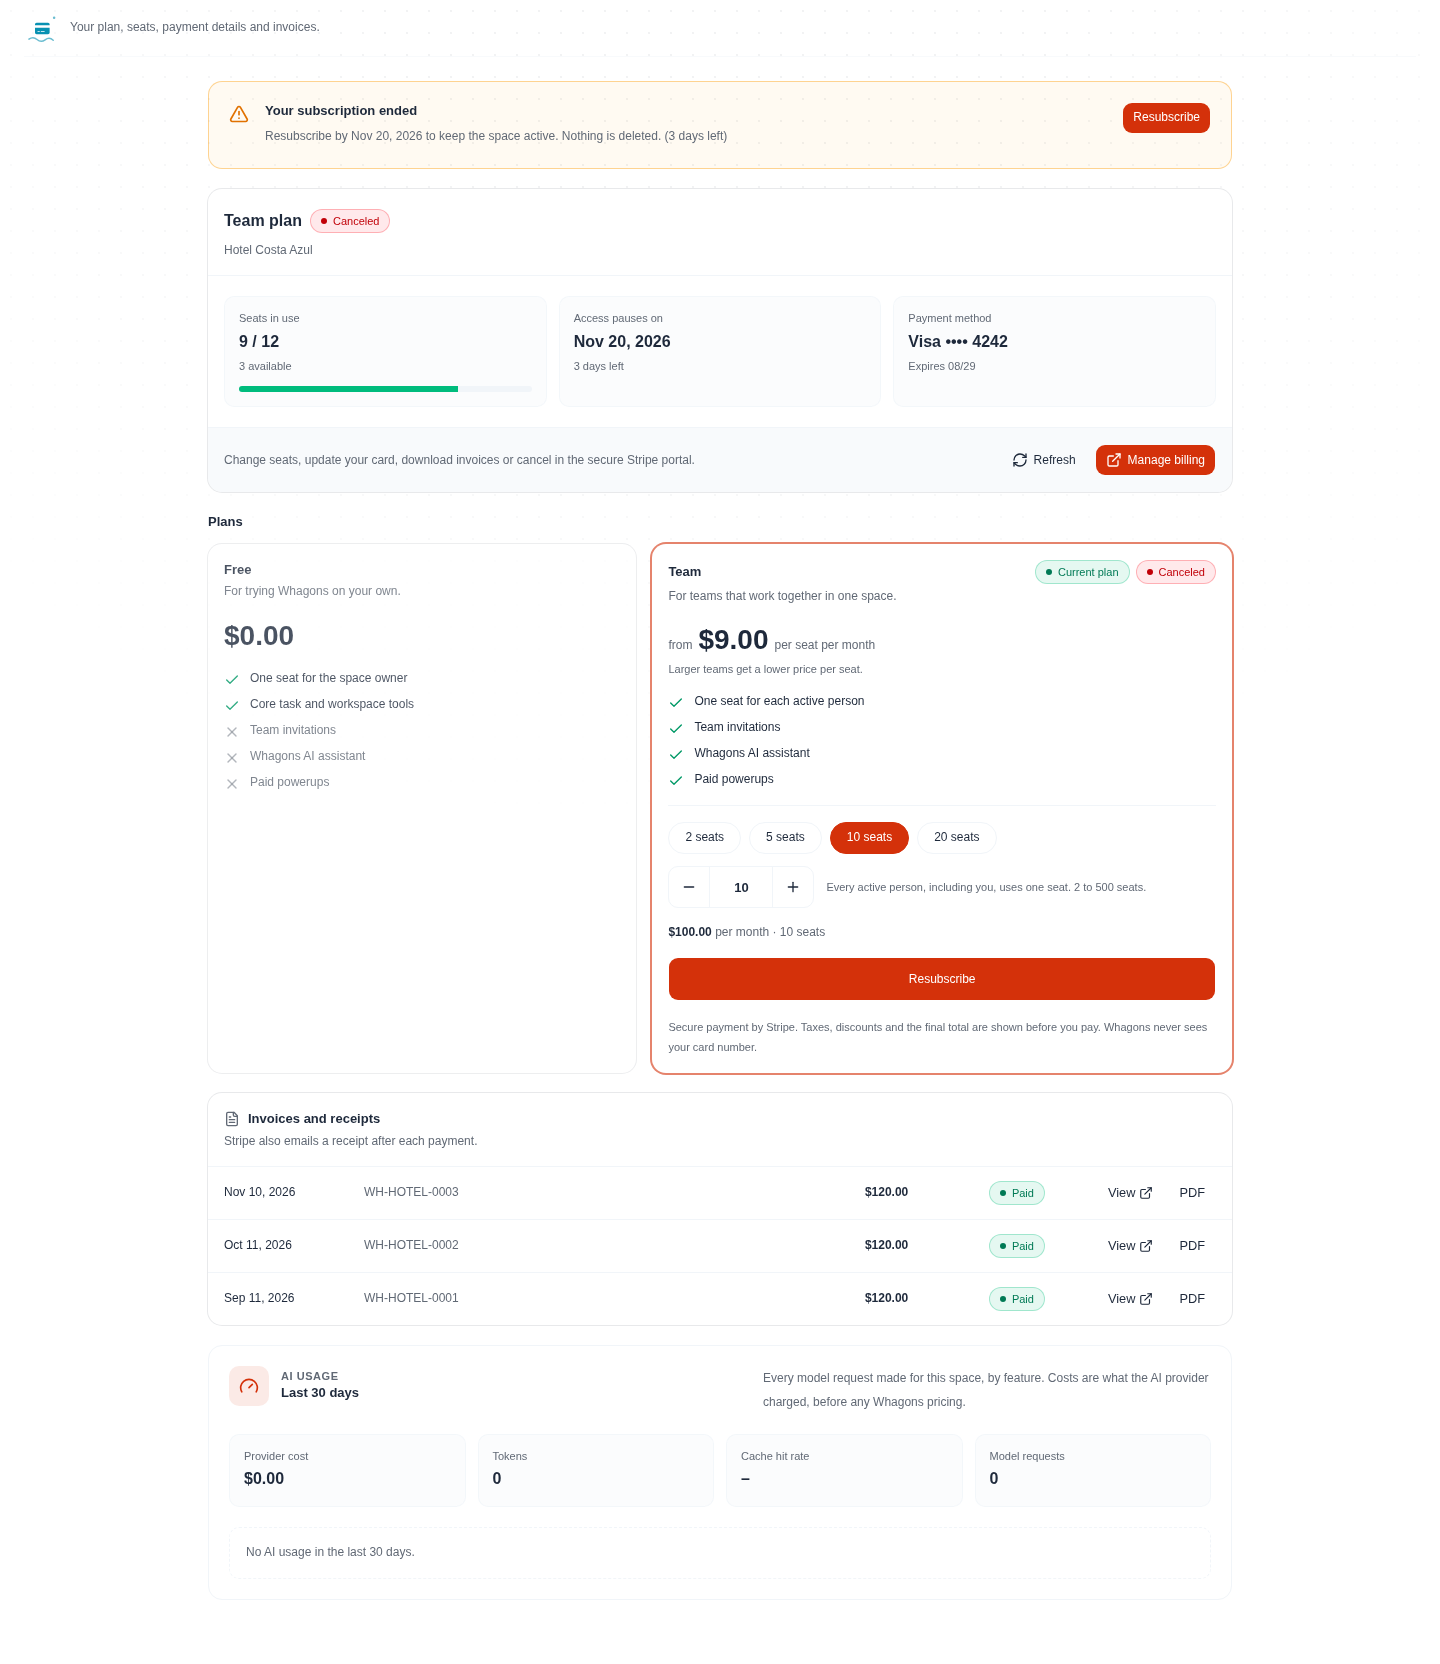 Your plan, seats, payment details and invoices.
Your subscription ended
Resubscribe by Nov 20, 2026 to keep the space active. Nothing is deleted. (3 days left)
Resubscribe
Team plan
Canceled
Hotel Costa Azul
Seats in use
9 / 12
3 available
Access pauses on
Nov 20, 2026
3 days left
Payment method
Visa •••• 4242
Expires 08/29
Change seats, update your card, download invoices or cancel in the secure Stripe portal.
Refresh
Manage billing
Plans
Free
For trying Whagons on your own.
$0.00
One seat for the space owner
Core task and workspace tools
Team invitations
Whagons AI assistant
Paid powerups
Team
Current plan
Canceled
For teams that work together in one space.
from $9.00 per seat per month
Larger teams get a lower price per seat.
One seat for each active person
Team invitations
Whagons AI assistant
Paid powerups
2 seats
5 seats
10 seats
20 seats
10
Every active person, including you, uses one seat. 2 to 500 seats.
$100.00 per month · 10 seats
Resubscribe
Secure payment by Stripe. Taxes, discounts and the final total are shown before you pay. Whagons never sees
your card number.
Invoices and receipts
Stripe also emails a receipt after each payment.
Nov 10, 2026 WH-HOTEL-0003 $120.00 Paid View PDF
Oct 11, 2026 WH-HOTEL-0002 $120.00 Paid View PDF
Sep 11, 2026 WH-HOTEL-0001 $120.00 Paid View PDF
AI USAGE
Last 30 days
Every model request made for this space, by feature. Costs are what the AI provider
charged, before any Whagons pricing.
Provider cost
$0.00
Tokens
0
Cache hit rate
–
Model requests
0
No AI usage in the last 30 days.